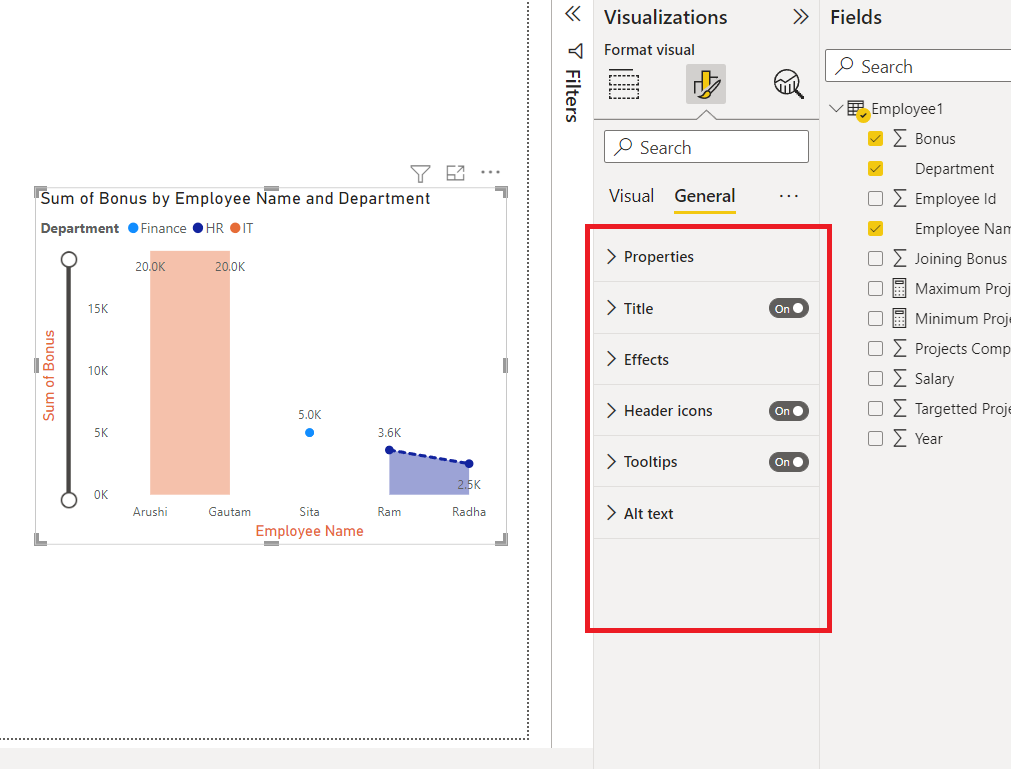 Visualizations
Format visual
Search
Visual General
Properties
Title On
Effects
Header icons On
Tooltips On
Alt text
Filters
Fields
Search
Employee1
Bonus
Department
Employee Id
Employee Nam
Joining Bonus
Maximum Proj
Minimum Proje
Projects Comp
Salary
Targetted Proje
Year
Sum of Bonus by Employee Name and Department
Department Finance HR IT
Sum of Bonus
15K
10K
5K
0K
20.0K 20.0K
5.0K
3.6K
2.5K
Arushi Gautam Sita Ram Radha
Employee Name